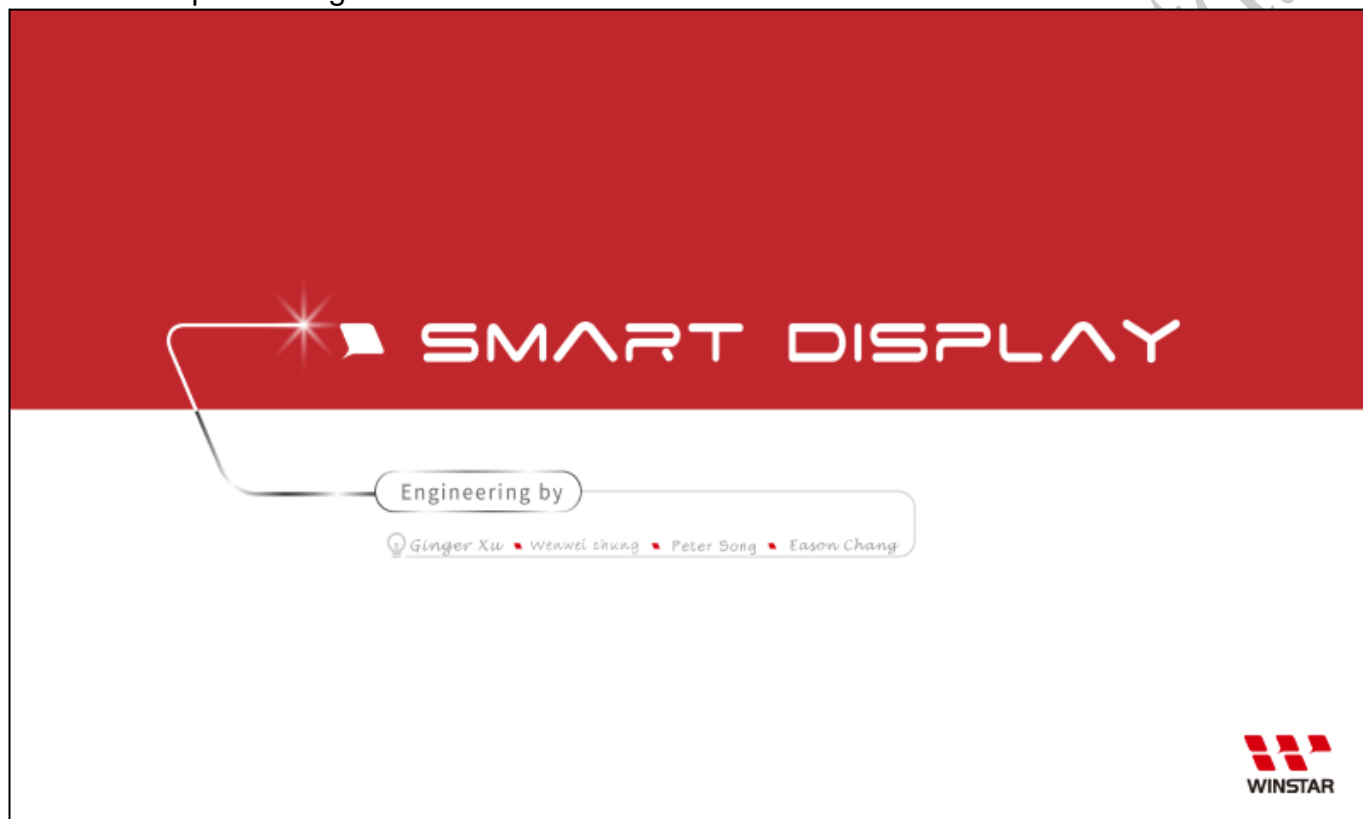 SMART DISPLAY
Engineering by
Ginger Xu Wenwei chung Peter Song Eason Chang
WINSTAR